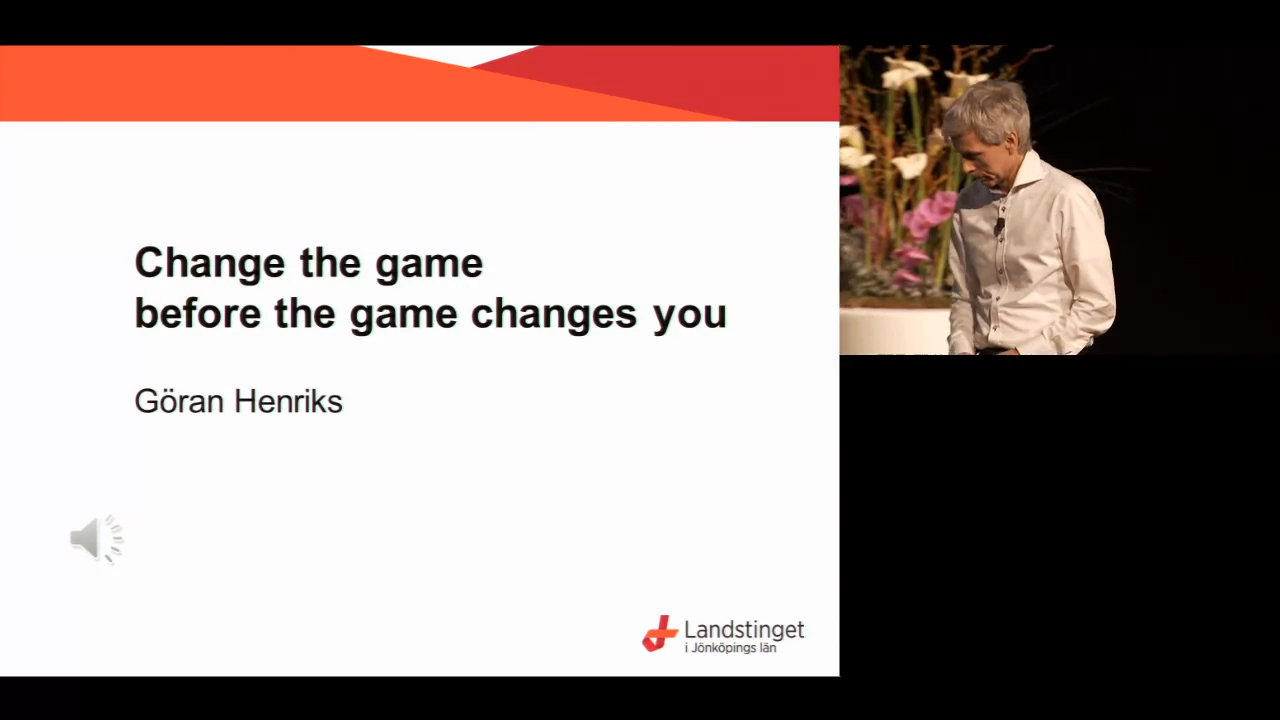 Change the game
before the game changes you
Göran Henriks
Landstinget
i Jönköpings län